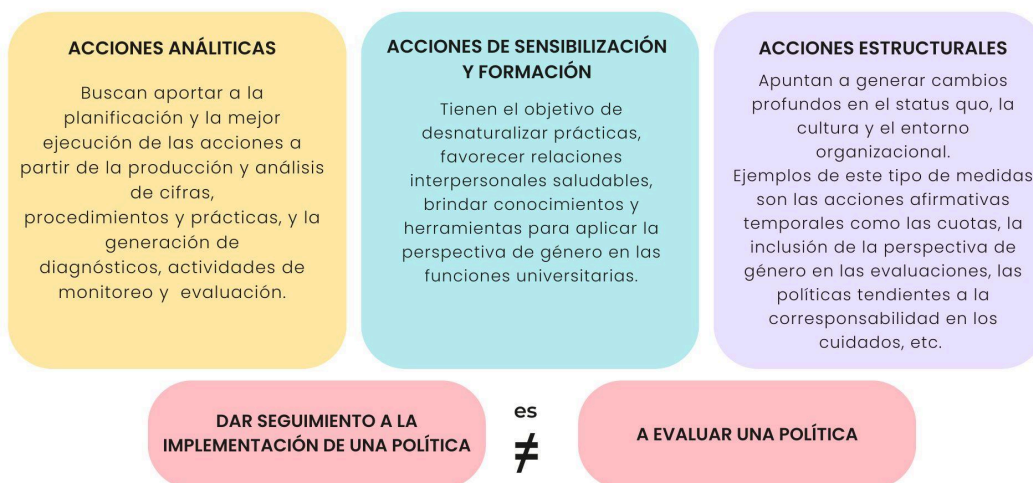 ACCIONES ANÁLITICAS
Buscan aportar a la
planificación y la mejor
ejecución de las acciones a
partir de la producción y análisis
de cifras,
procedimientos y prácticas, y la
generación de
diagnósticos, actividades de
monitoreo y evaluación.
ACCIONES DE SENSIBILIZACIÓN
Y FORMACIÓN
Tienen el objetivo de
desnaturalizar prácticas,
favorecer relaciones
interpersonales saludables,
brindar conocimientos y
herramientas para aplicar la
perspectiva de género en las
funciones universitarias.
ACCIONES ESTRUCTURALES
Apuntan a generar cambios
profundos en el status quo, la
cultura y el entorno
organizacional.
Ejemplos de este tipo de medidas
son las acciones afirmativas
temporales como las cuotas, la
inclusión de la perspectiva de
género en las evaluaciones, las
políticas tendientes a la
corresponsabilidad en los
cuidados, etc.
DAR SEGUIMIENTO A LA
IMPLEMENTACIÓN DE UNA POLÍTICA
es
≠
A EVALUAR UNA POLÍTICA